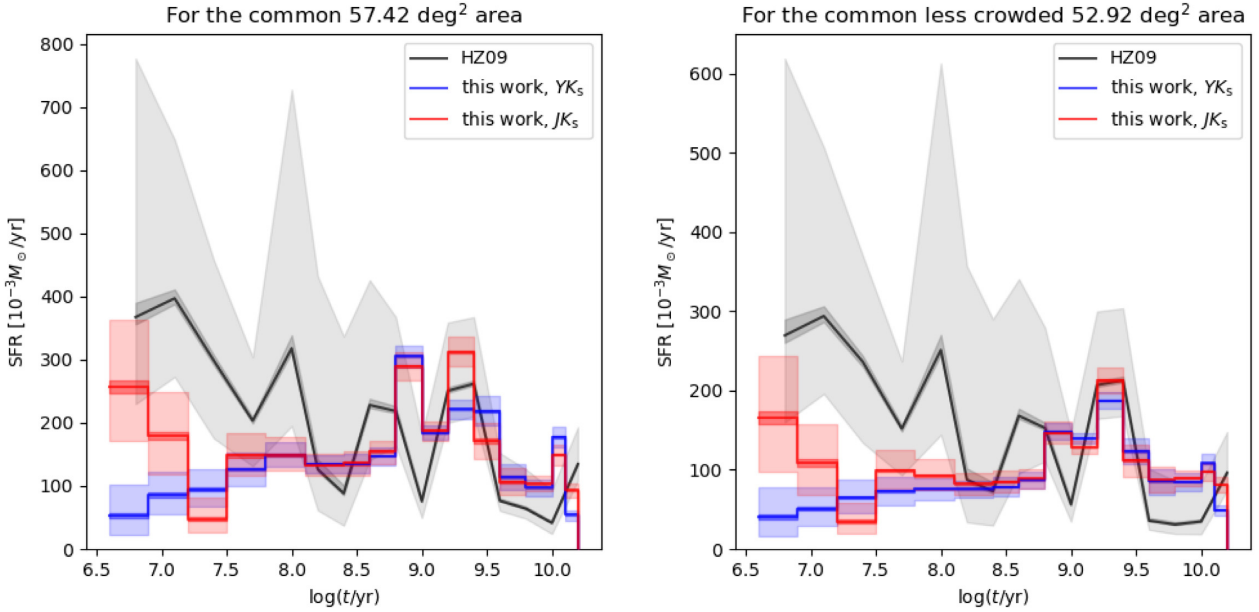 For the common 57.42 deg² area
SFR [10⁻³M⊙/yr]
800
700
600
500
400
300
200
100
0
HZ09
this work, YKₛ
this work, JKₛ
6.5 7.0 7.5 8.0 8.5 9.0 9.5 10.0
log(t/yr)
For the common less crowded 52.92 deg² area
SFR [10⁻³M⊙/yr]
600
500
400
300
200
100
0
HZ09
this work, YKₛ
this work, JKₛ
6.5 7.0 7.5 8.0 8.5 9.0 9.5 10.0
log(t/yr)